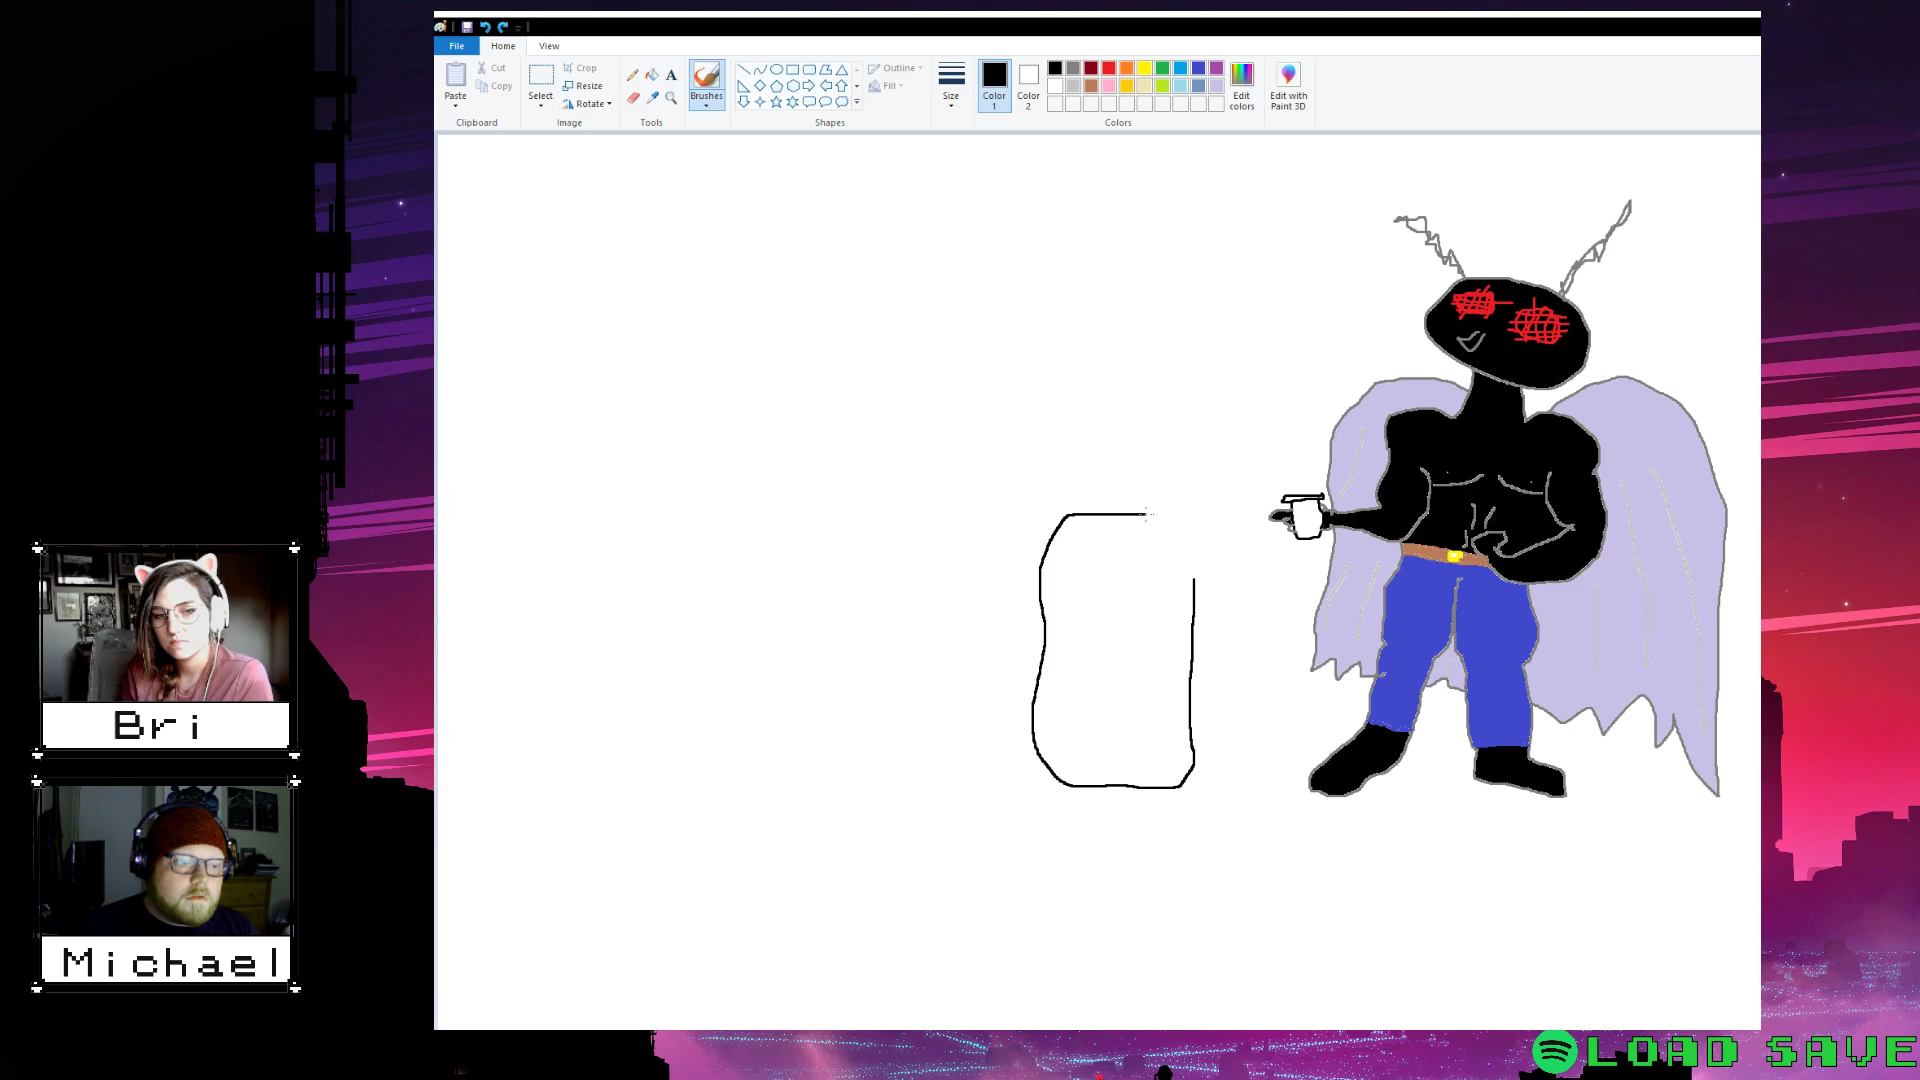 File Home View
Paste Cut Copy Clipboard
Select Crop Resize Rotate Image
A Tools
Brushes
Outline Fill Shapes
Size
Color 1 Color 2 Edit colors Colors
Edit with Paint 3D
Bri
Michael
LOAD SAVE